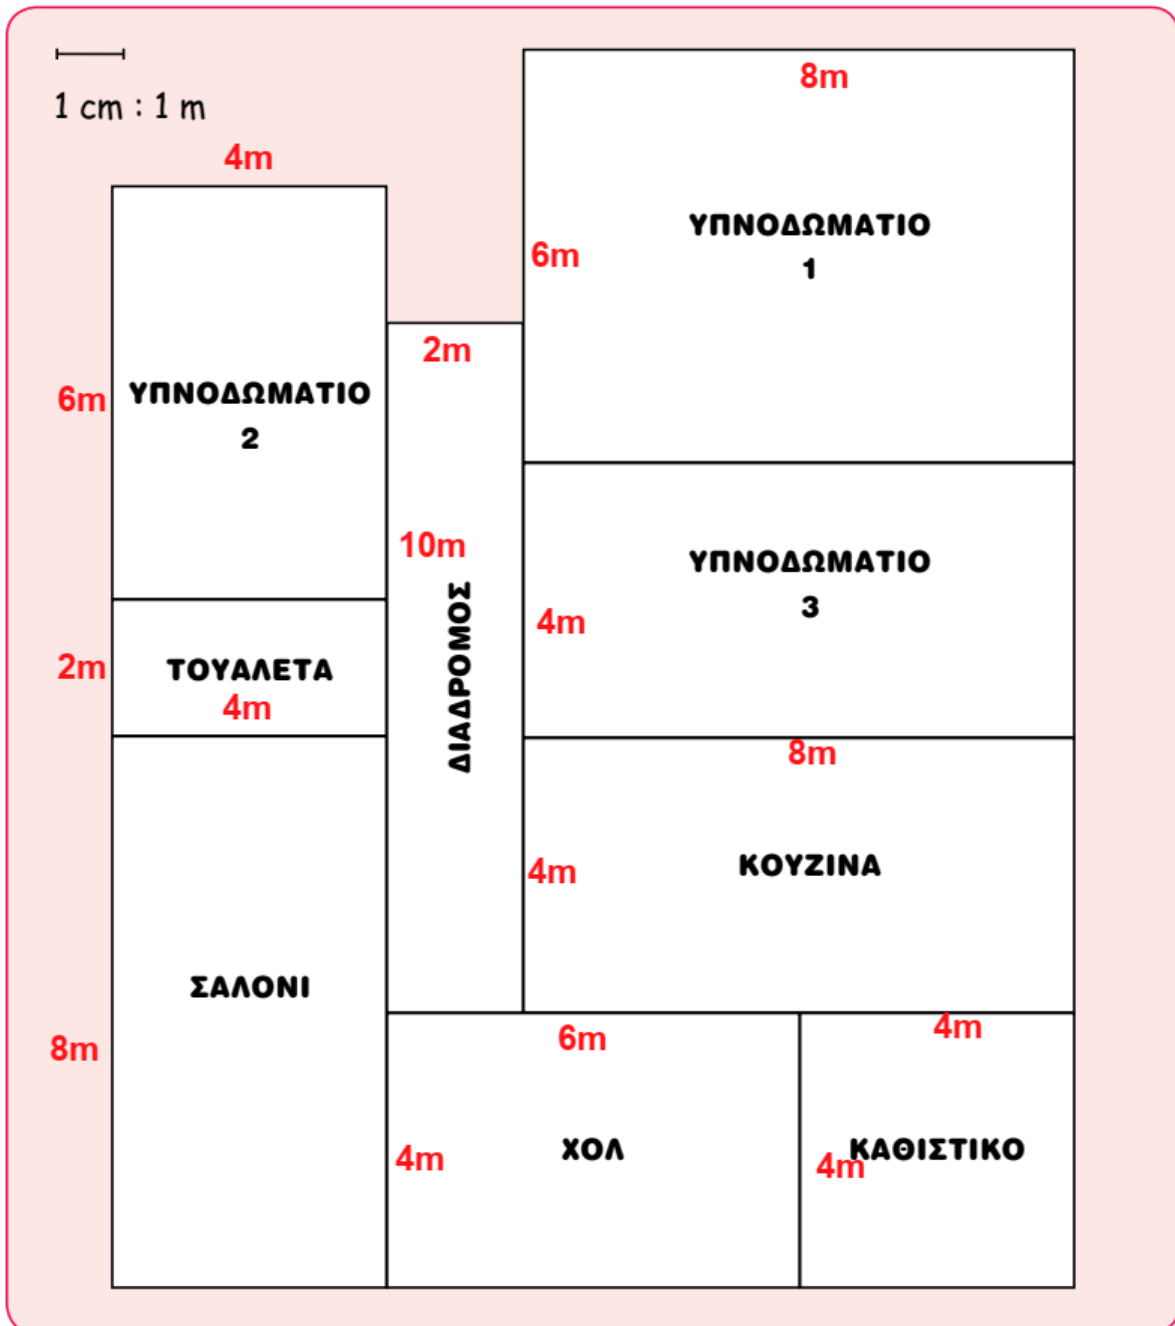 1 cm : 1 m
8m
4m
ΥΠΝΟΔΩΜΑΤΙΟ
1
6m
2m
ΥΠΝΟΔΩΜΑΤΙΟ
2
6m
10m
ΔΙΑΔΡΟΜΟΣ
ΥΠΝΟΔΩΜΑΤΙΟ
3
4m
2m
ΤΟΥΑΛΕΤΑ
4m
8m
4m
ΚΟΥΖΙΝΑ
ΣΑΛΟΝΙ
8m
6m
4m
4m
ΧΟΛ
4m
ΚΑΘΙΣΤΙΚΟ